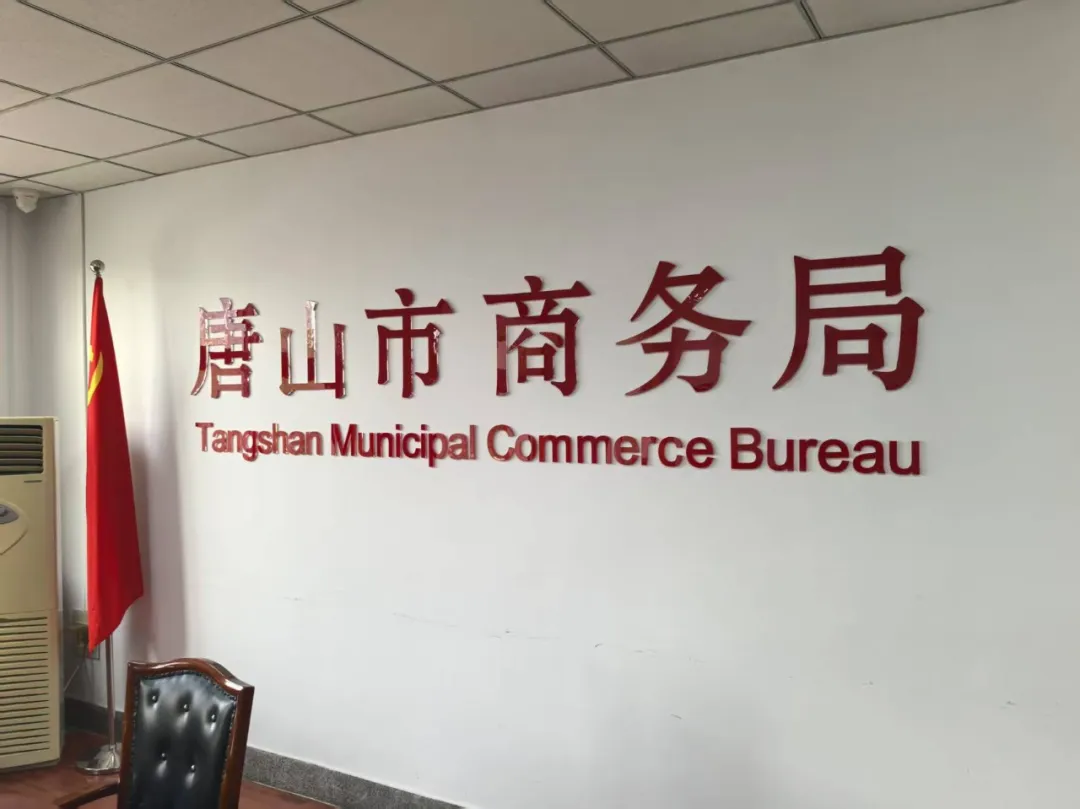 唐山市商务局
Tangshan Municipal Commerce Bureau